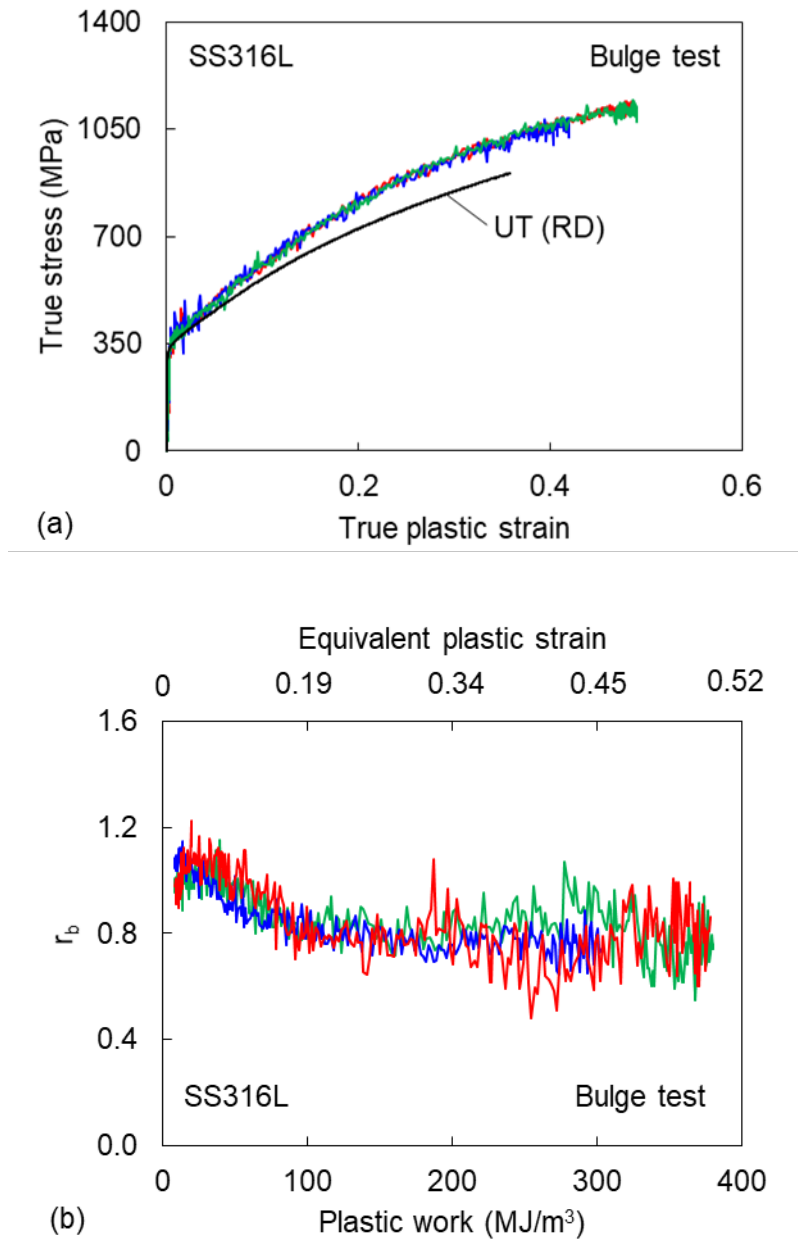 1400
SS316L Bulge test
1050
True stress (MPa)
700
UT (RD)
350
0
0 0.2 0.4 0.6
(a) True plastic strain
Equivalent plastic strain
0 0.19 0.34 0.45 0.52
1.6
1.2
r_b
0.8
0.4
SS316L Bulge test
0.0
0 100 200 300 400
(b) Plastic work (MJ/m³)